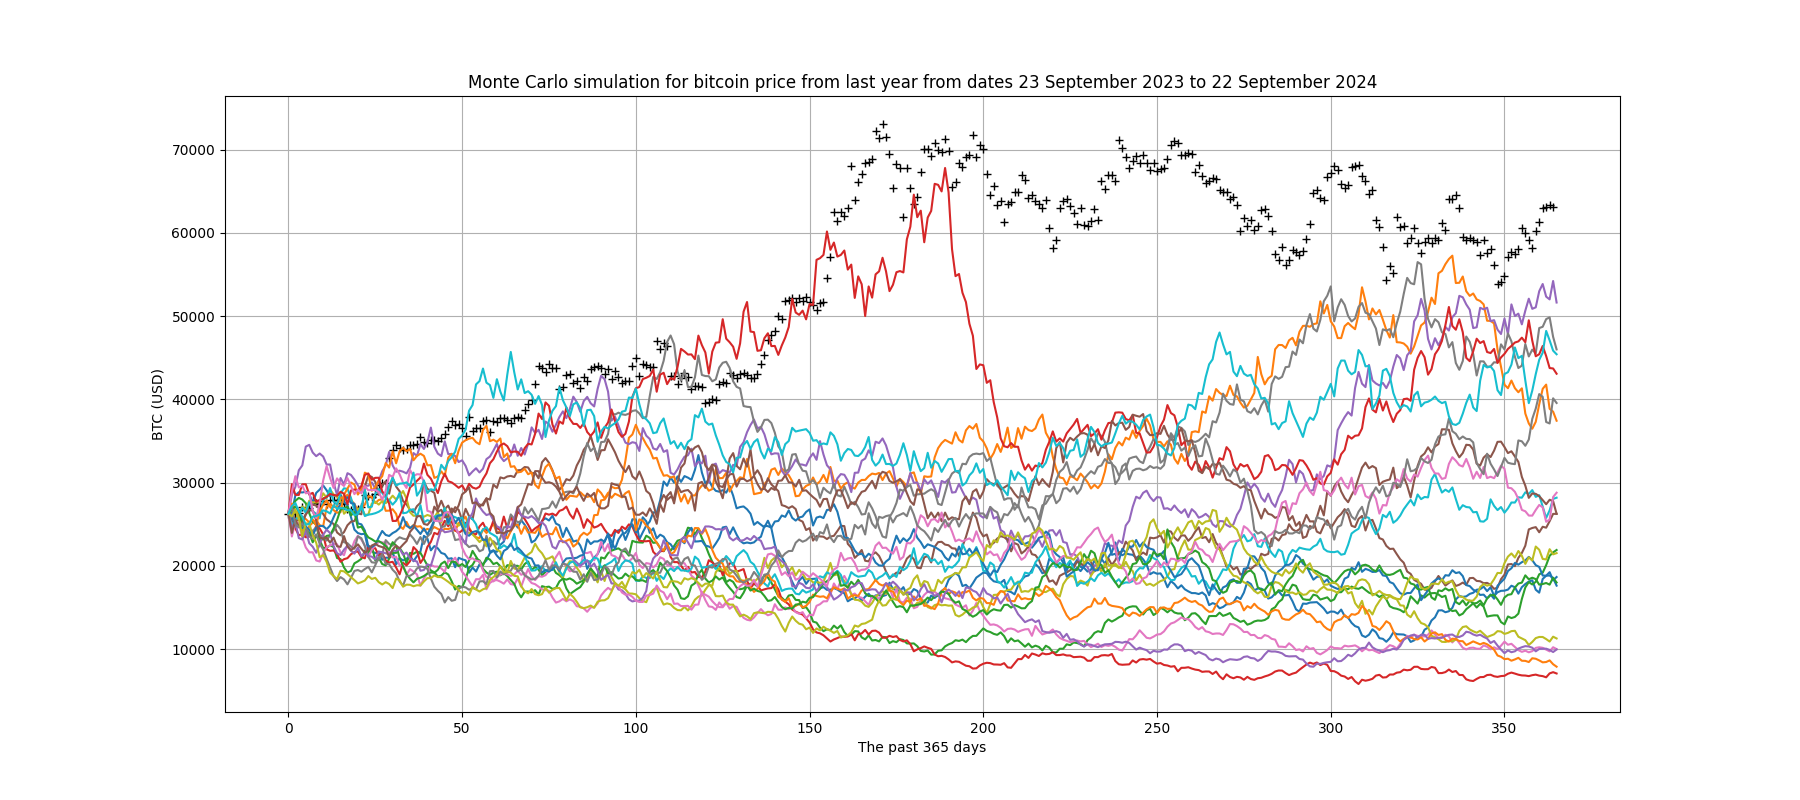 Monte Carlo simulation for bitcoin price from last year from dates 23 September 2023 to 22 September 2024
70000
60000
50000
40000
30000
20000
10000
BTC (USD)
0 50 100 150 200 250 300 350
The past 365 days